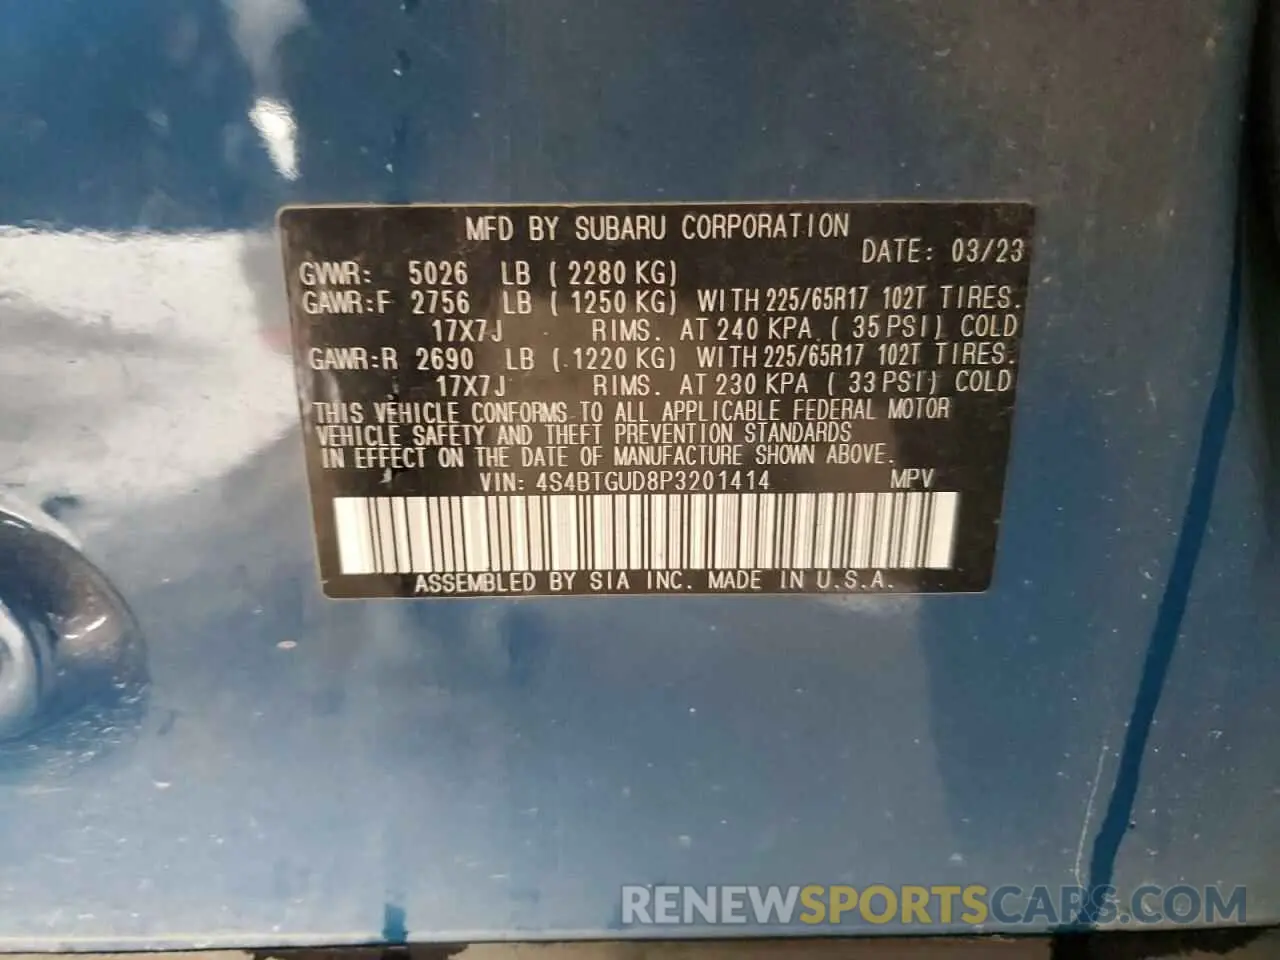 MFD BY SUBARU CORPORATION
DATE: 03/23
GVWR: 5026 LB ( 2280 KG)
GAWR:F 2756 LB ( 1250 KG) WITH 225/65R17 102T TIRES.
17X7J RIMS. AT 240 KPA ( 35 PSI) COLD
GAWR:R 2690 LB ( 1220 KG) WITH 225/65R17 102T TIRES.
17X7J RIMS. AT 230 KPA ( 33 PSI) COLD
THIS VEHICLE CONFORMS TO ALL APPLICABLE FEDERAL MOTOR
VEHICLE SAFETY AND THEFT PREVENTION STANDARDS
IN EFFECT ON THE DATE OF MANUFACTURE SHOWN ABOVE.
VIN: 4S4BTGUD8P3201414 MPV
ASSEMBLED BY SIA INC. MADE IN U.S.A.
RENEWSPORTSCARS.COM